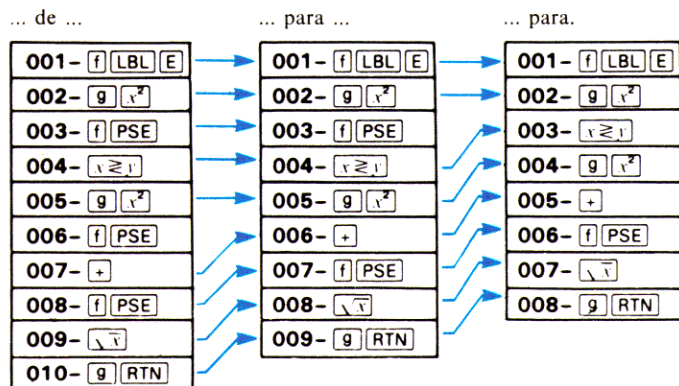 ... de ...
001- f LBL E
002- g x²
003- f PSE
004- x≷y
005- g x²
006- f PSE
007- +
008- f PSE
009- √x̅
010- g RTN
... para ...
001- f LBL E
002- g x²
003- f PSE
004- x≷y
005- g x²
006- +
007- f PSE
008- √x̅
009- g RTN
... para.
001- f LBL E
002- g x²
003- x≷y
004- g x²
005- +
006- f PSE
007- √x̅
008- g RTN